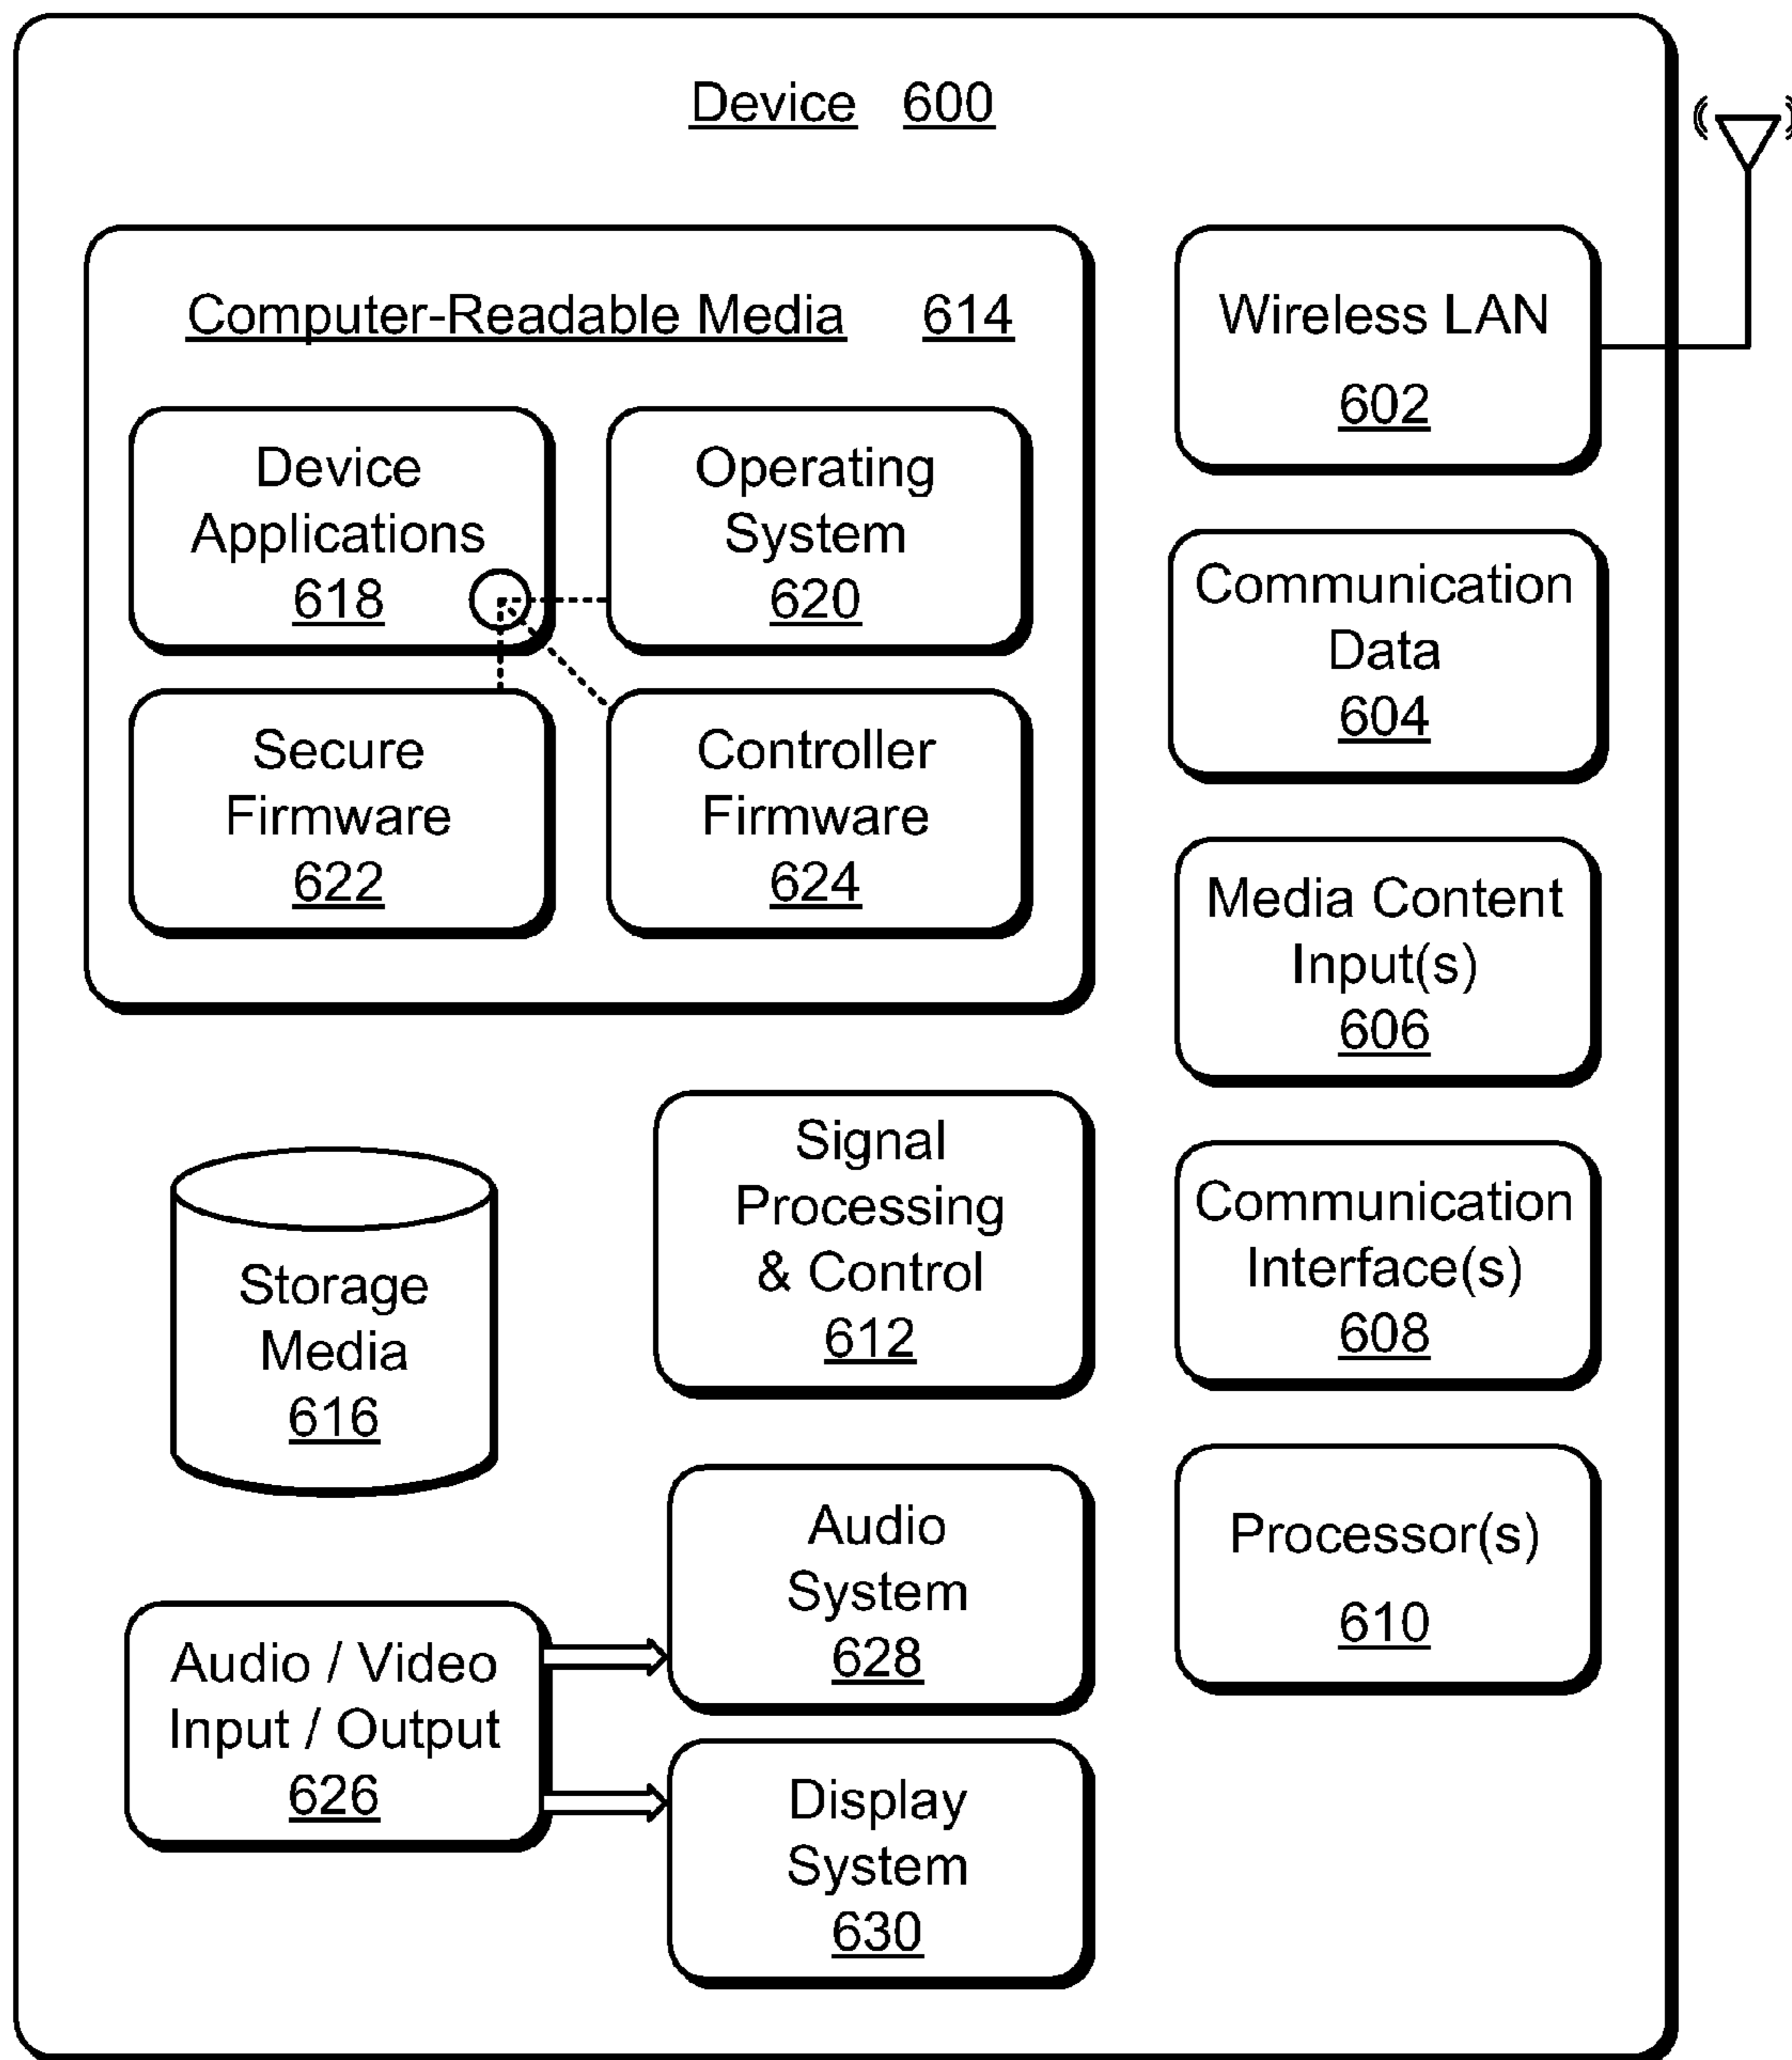 Device 600
Computer-Readable Media 614
Device
Applications
618
Operating
System
620
Secure
Firmware
622
Controller
Firmware
624
Wireless LAN
602
Communication
Data
604
Media Content
Input(s)
606
Communication
Interface(s)
608
Processor(s)
610
Signal
Processing
& Control
612
Storage
Media
616
Audio / Video
Input / Output
626
Audio
System
628
Display
System
630